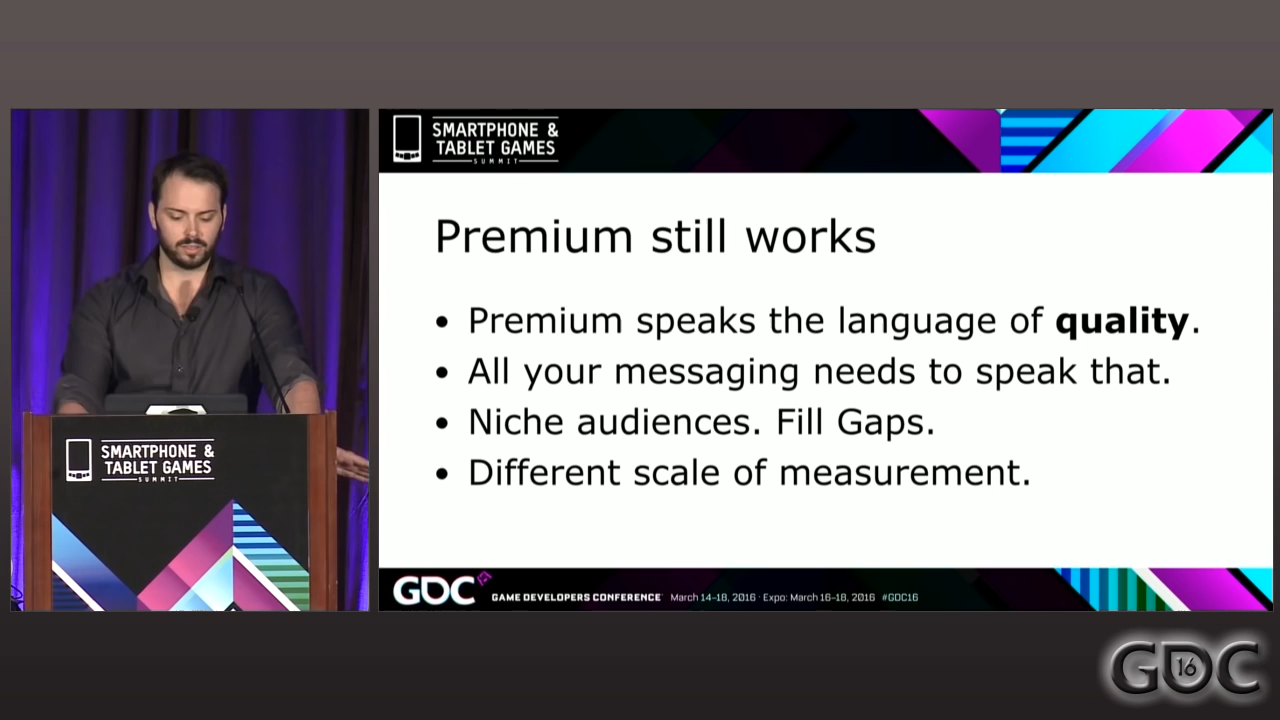 SMARTPHONE &
TABLET GAMES
SUMMIT
SMARTPHONE &
TABLET GAMES
SUMMIT
Premium still works
• Premium speaks the language of quality.
• All your messaging needs to speak that.
• Niche audiences. Fill Gaps.
• Different scale of measurement.
GDC GAME DEVELOPERS CONFERENCE March 14-18, 2016 · Expo: March 16-18, 2016 #GDC16
GDC 16